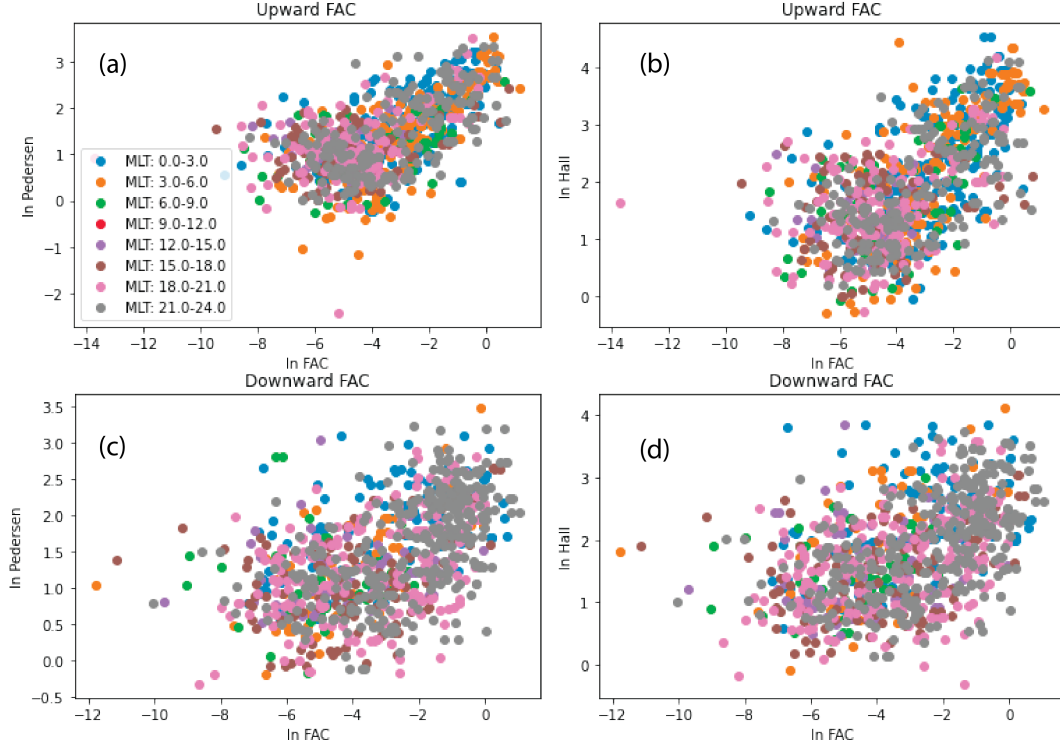 Upward FAC
(a)
ln Pedersen
3
2
1
0
−1
−2
MLT: 0.0-3.0
MLT: 3.0-6.0
MLT: 6.0-9.0
MLT: 9.0-12.0
MLT: 12.0-15.0
MLT: 15.0-18.0
MLT: 18.0-21.0
MLT: 21.0-24.0
−14 −12 −10 −8 −6 −4 −2 0
ln FAC
Upward FAC
(b)
ln Hall
4
3
2
1
0
−14 −12 −10 −8 −6 −4 −2 0
ln FAC
Downward FAC
(c)
ln Pedersen
3.5
3.0
2.5
2.0
1.5
1.0
0.5
0.0
−0.5
−12 −10 −8 −6 −4 −2 0
ln FAC
Downward FAC
(d)
ln Hall
4
3
2
1
0
−12 −10 −8 −6 −4 −2 0
ln FAC